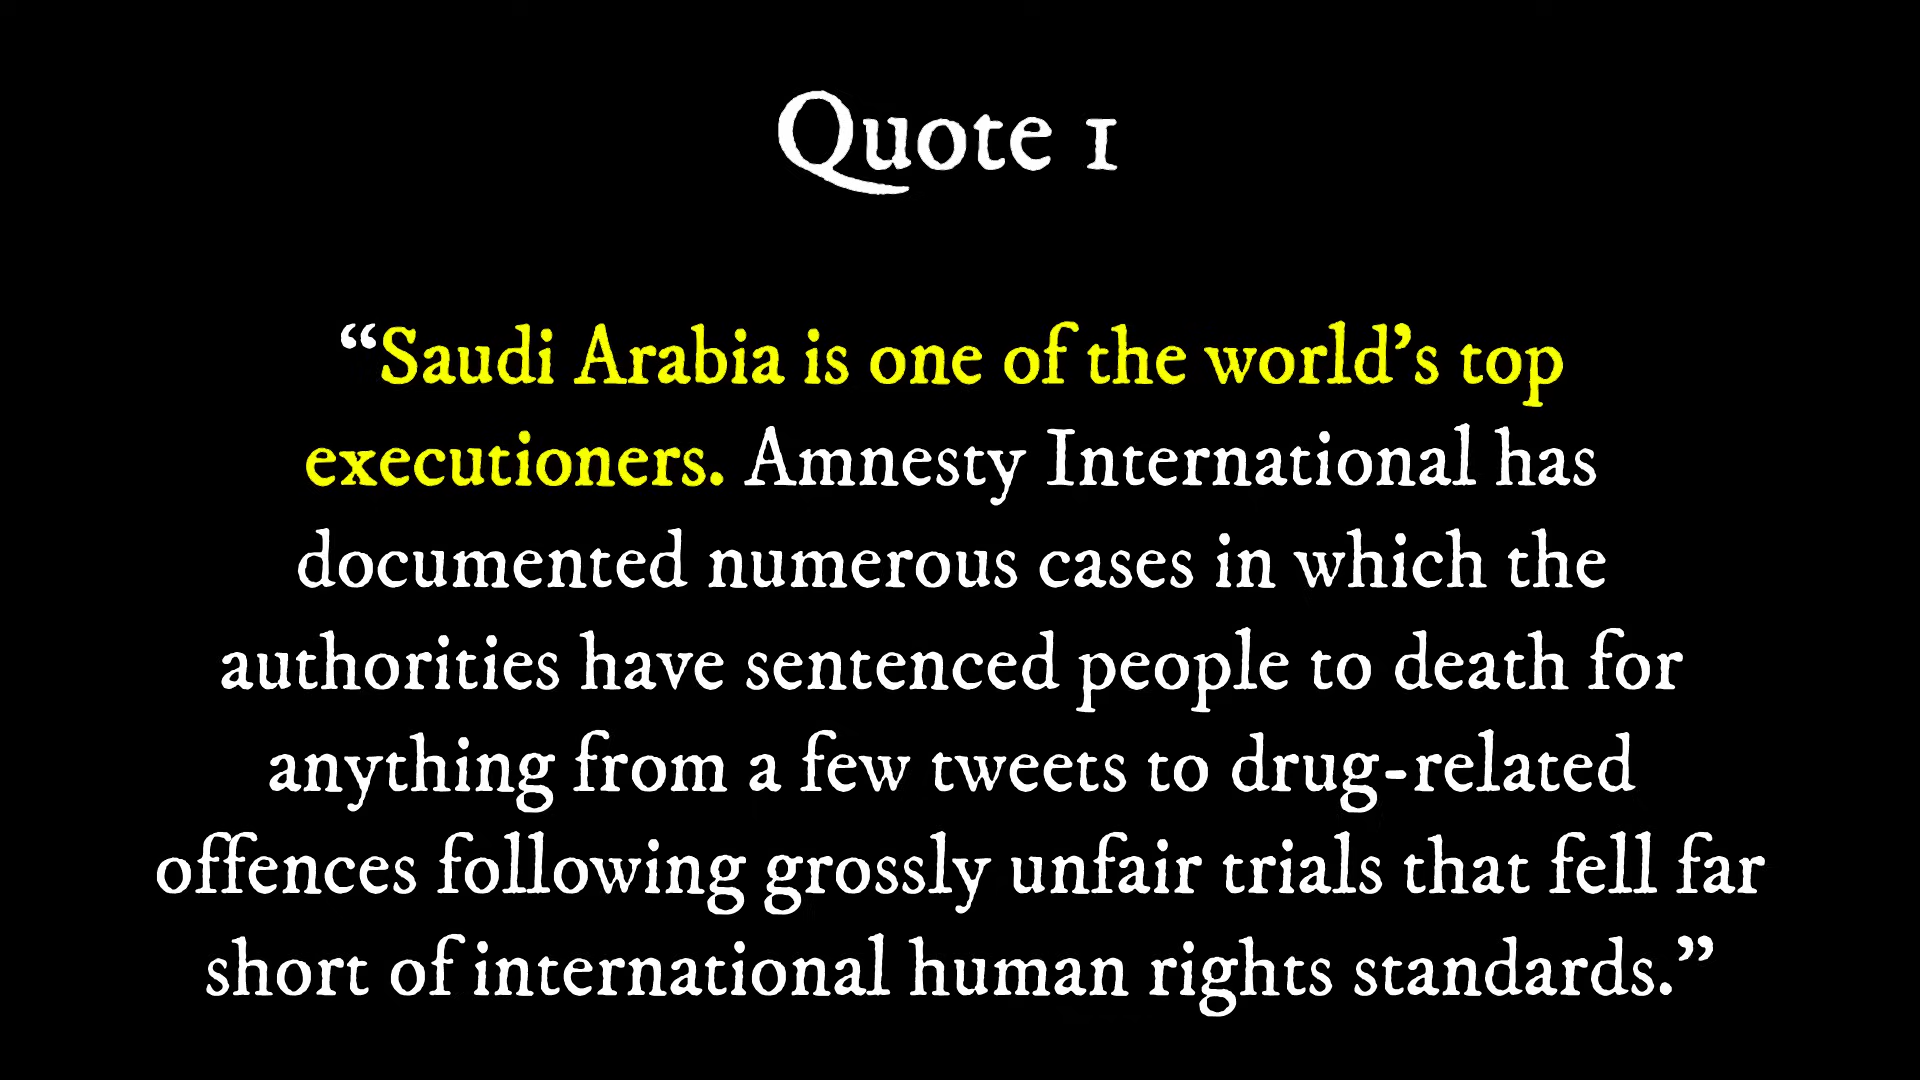 Quote 1
“Saudi Arabia is one of the world’s top
executioners. Amnesty International has
documented numerous cases in which the
authorities have sentenced people to death for
anything from a few tweets to drug-related
offences following grossly unfair trials that fell far
short of international human rights standards.”